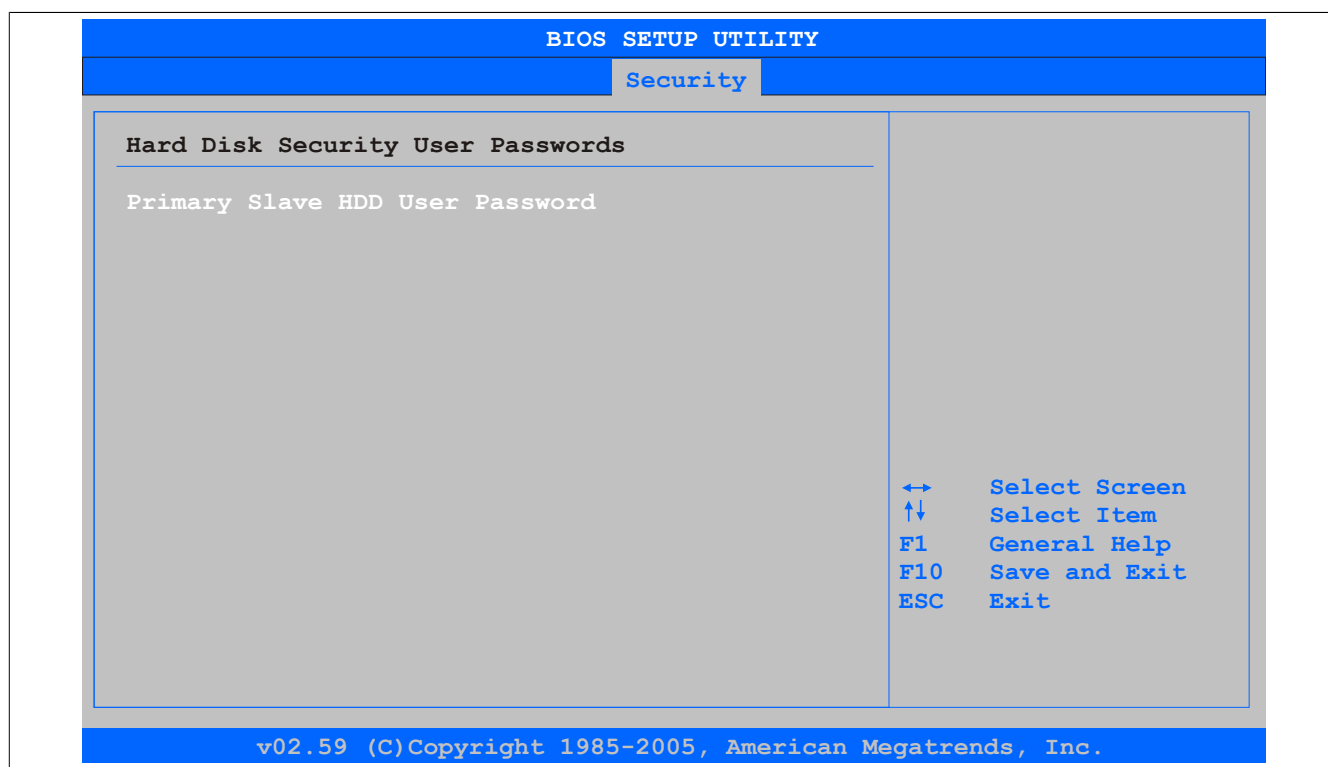 BIOS SETUP UTILITY
Security
Hard Disk Security User Passwords
Primary Slave HDD User Password
↔ Select Screen
↑↓ Select Item
F1 General Help
F10 Save and Exit
ESC Exit
v02.59 (C)Copyright 1985-2005, American Megatrends, Inc.